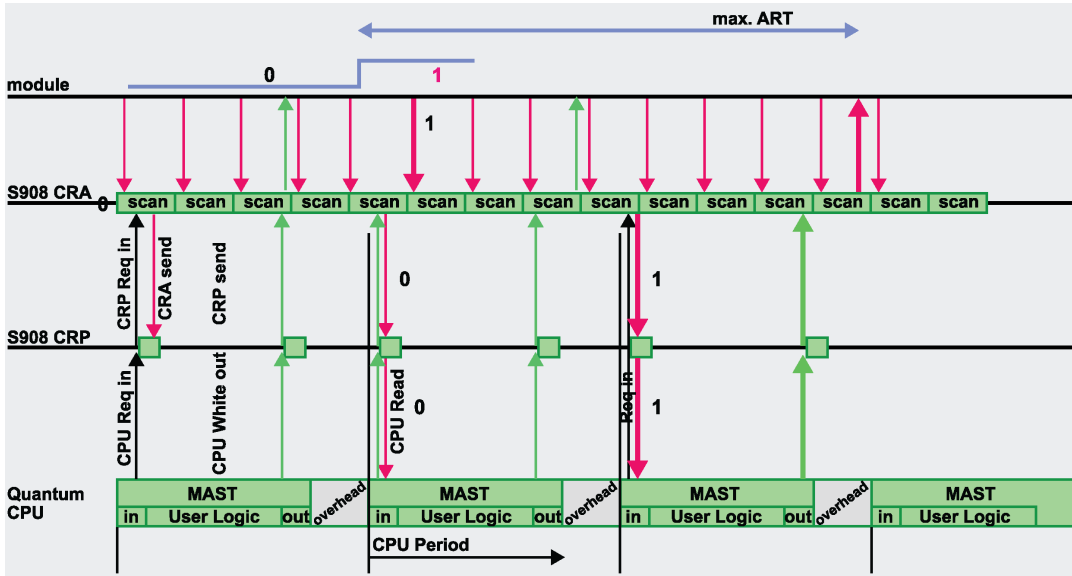 max. ART
0 1
module
1
S908 CRA 0 scan scan scan scan scan scan scan scan scan scan scan scan scan scan scan
CRP Req in
CRA send
CRP send
0
1
S908 CRP
CPU Req in
CPU White out
CPU Read
0
Req in
1
Quantum CPU
MAST MAST MAST MAST
in User Logic out overhead in User Logic out overhead in User Logic out overhead in User Logic
CPU Period